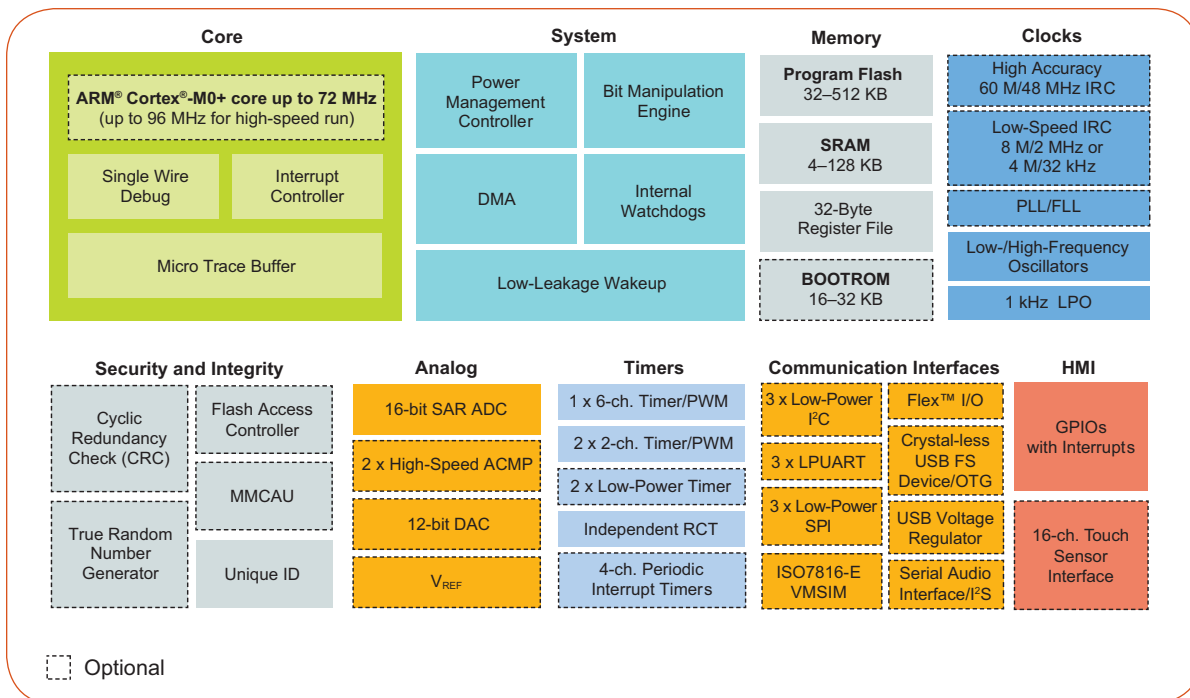 Core
ARM® Cortex®-M0+ core up to 72 MHz
(up to 96 MHz for high-speed run)
Single Wire
Debug
Interrupt
Controller
Micro Trace Buffer
System
Power
Management
Controller
Bit Manipulation
Engine
DMA
Internal
Watchdogs
Low-Leakage Wakeup
Memory
Program Flash
32–512 KB
SRAM
4–128 KB
32-Byte
Register File
BOOTROM
16–32 KB
Clocks
High Accuracy
60 M/48 MHz IRC
Low-Speed IRC
8 M/2 MHz or
4 M/32 kHz
PLL/FLL
Low-/High-Frequency
Oscillators
1 kHz LPO
Security and Integrity
Cyclic
Redundancy
Check (CRC)
Flash Access
Controller
MMCAU
True Random
Number
Generator
Unique ID
Analog
16-bit SAR ADC
2 x High-Speed ACMP
12-bit DAC
VREF
Timers
1 x 6-ch. Timer/PWM
2 x 2-ch. Timer/PWM
2 x Low-Power Timer
Independent RCT
4-ch. Periodic
Interrupt Timers
Communication Interfaces
3 x Low-Power
I²C
3 x LPUART
3 x Low-Power
SPI
ISO7816-E
VMSIM
Flex™ I/O
Crystal-less
USB FS
Device/OTG
USB Voltage
Regulator
Serial Audio
Interface/I²S
HMI
GPIOs
with Interrupts
16-ch. Touch
Sensor
Interface
Optional